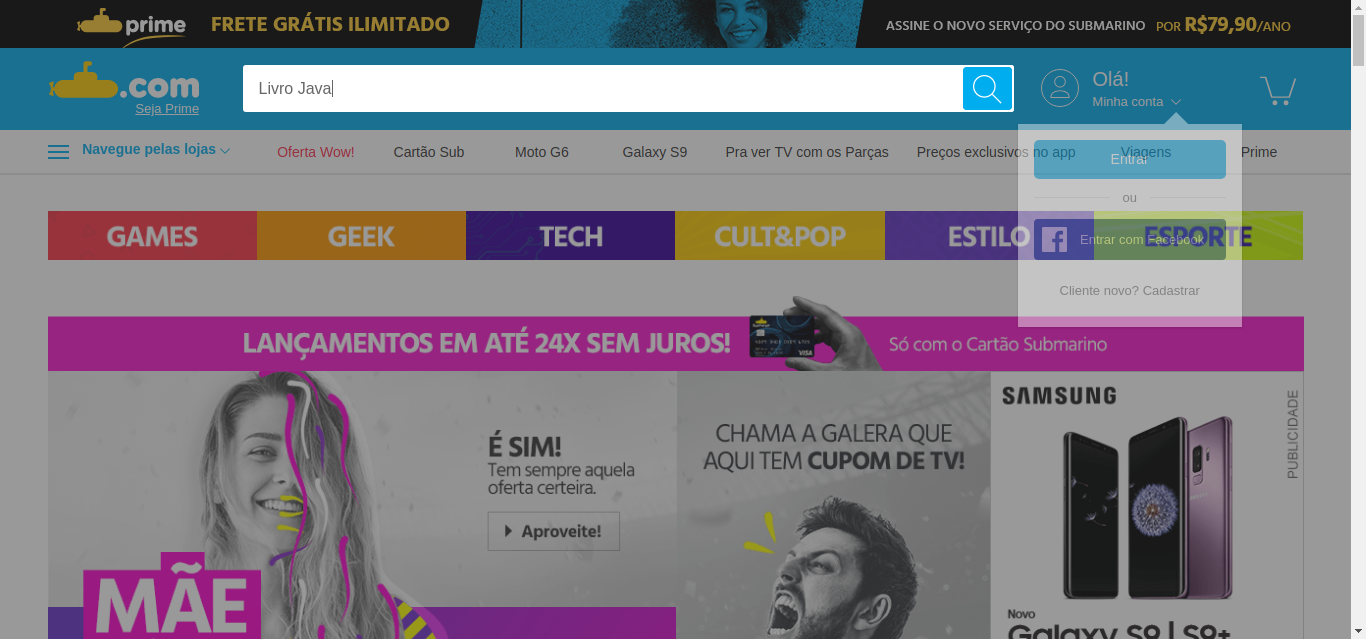 prime FRETE GRÁTIS ILIMITADO ASSINE O NOVO SERVIÇO DO SUBMARINO POR R$79,90/ANO
.com
Seja Prime
Livro Java
Olá!
Minha conta
Navegue pelas lojas Oferta Wow! Cartão Sub Moto G6 Galaxy S9 Pra ver TV com os Parças Preços exclusivos no app Viagens Prime
Entrar
ou
Entrar com Facebook
Cliente novo? Cadastrar
GAMES GEEK TECH CULT&POP ESTILO ESPORTE
LANÇAMENTOS EM ATÉ 24X SEM JUROS! VISA Só com o Cartão Submarino
É SIM!
Tem sempre aquela
oferta certeira.
Aproveite!
MÃE
CHAMA A GALERA QUE
AQUI TEM CUPOM DE TV!
SAMSUNG
PUBLICIDADE
Novo
Galaxy S9 | S9+